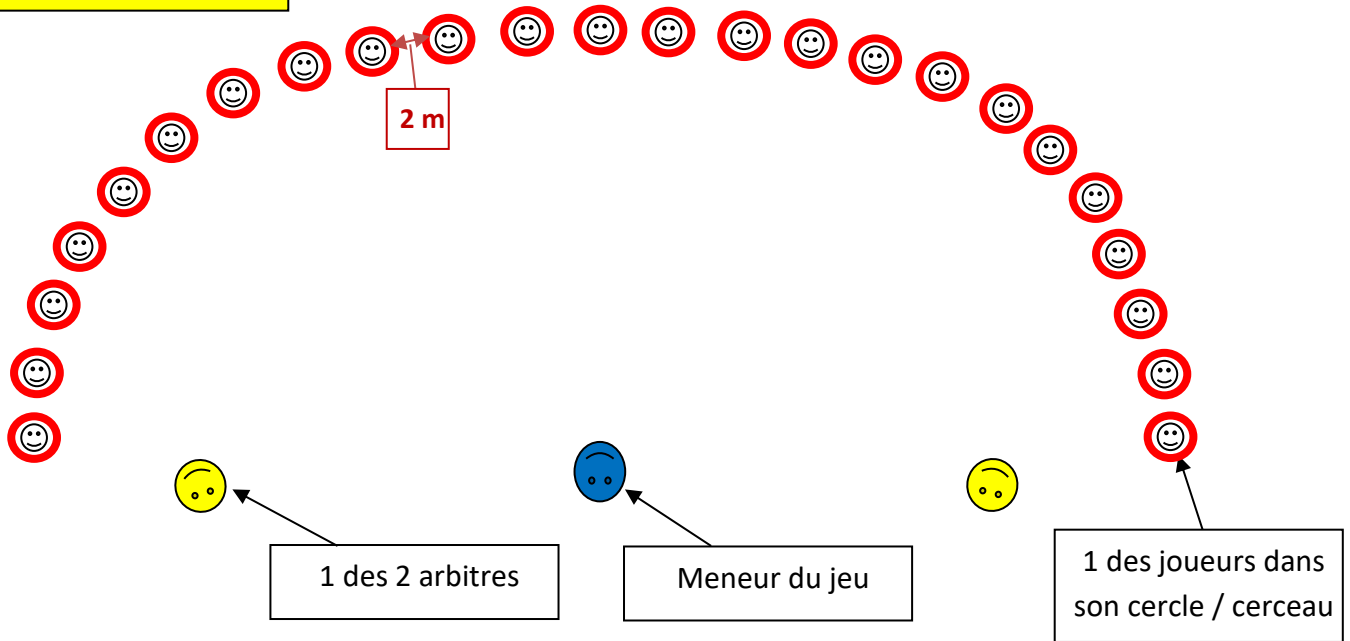 2 m
1 des 2 arbitres
Meneur du jeu
1 des joueurs dans
son cercle / cerceau